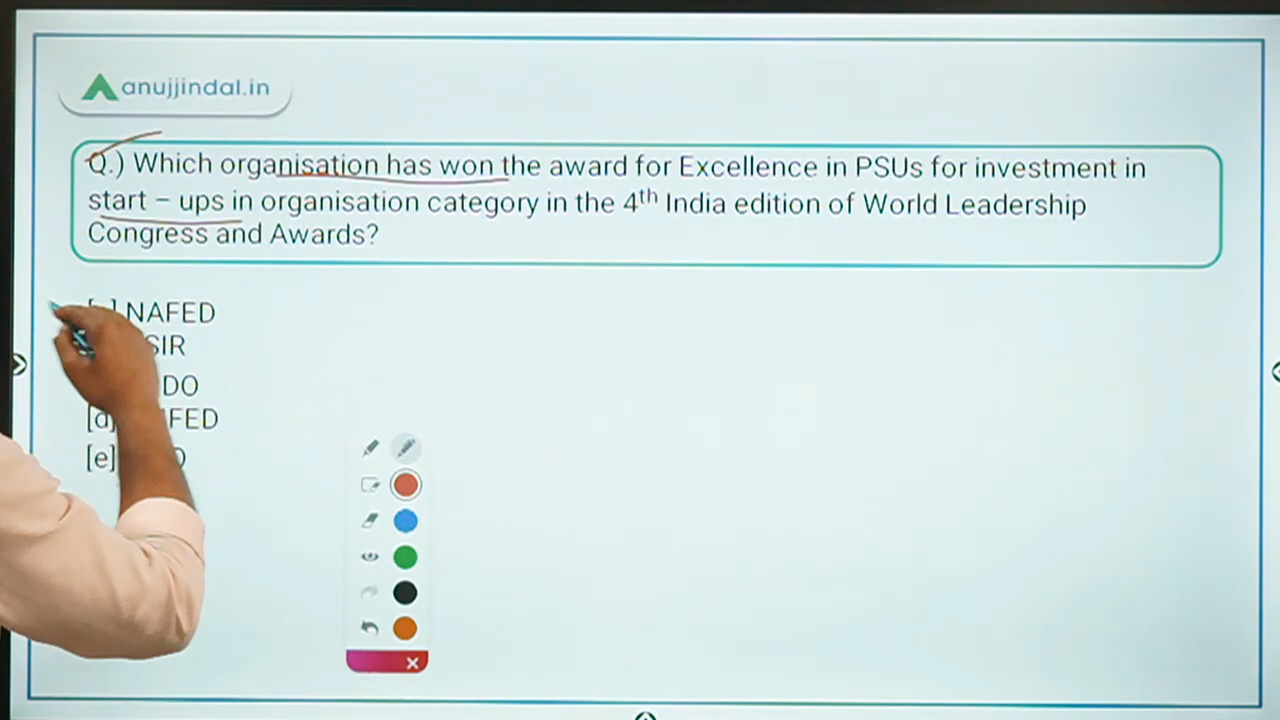 anujjindal.in
Q.) Which organisation has won the award for Excellence in PSUs for investment in
start – ups in organisation category in the 4th India edition of World Leadership
Congress and Awards?
NAFED
SIR
DO
FED
[e]